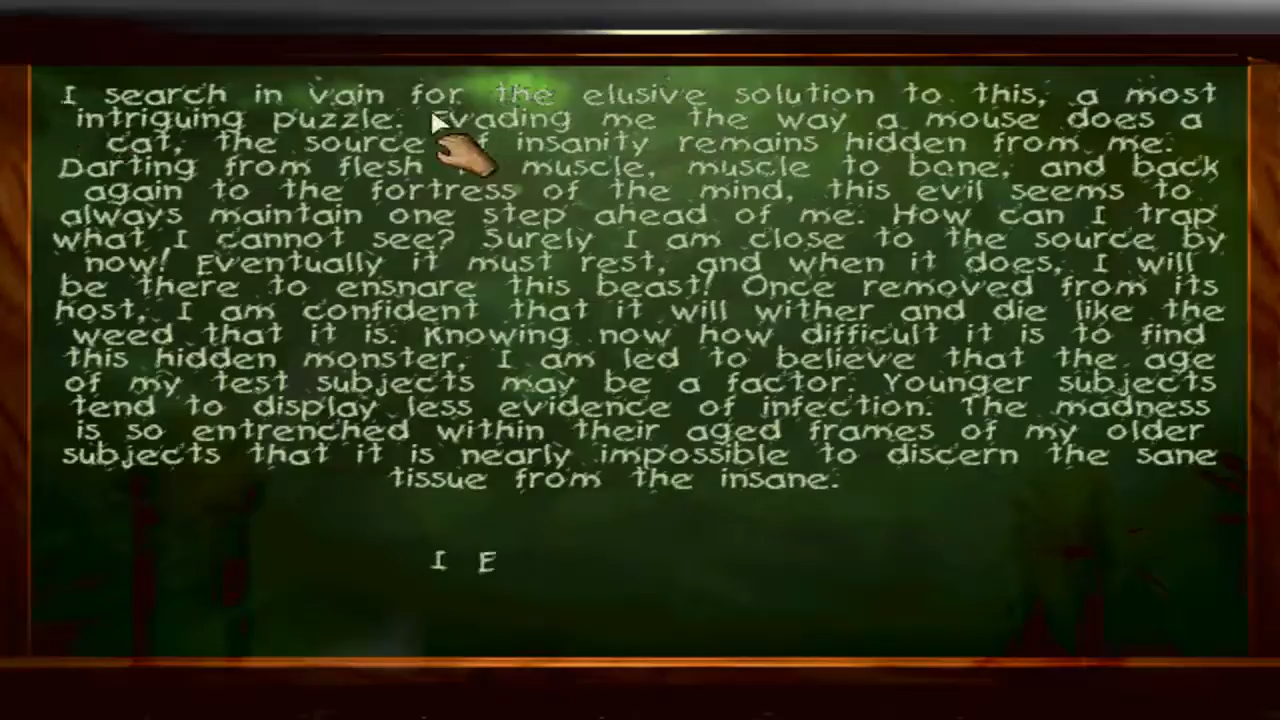 I search in vain for the elusive solution to this, a most
intriguing puzzle. Evading me the way a mouse does a
cat, the source of insanity remains hidden from me.
Darting from flesh muscle, muscle to bone, and back
again to the fortress of the mind, this evil seems to
always maintain one step ahead of me. How can I trap
what I cannot see? Surely I am close to the source by
now! Eventually it must rest, and when it does, I will
be there to ensnare this beast! Once removed from its
host, I am confident that it will wither and die like the
weed that it is. Knowing now how difficult it is to find
this hidden monster, I am led to believe that the age
of my test subjects may be a factor. Younger subjects
tend to display less evidence of infection. The madness
is so entrenched within their aged frames of my older
subjects that it is nearly impossible to discern the sane
tissue from the insane.
I E